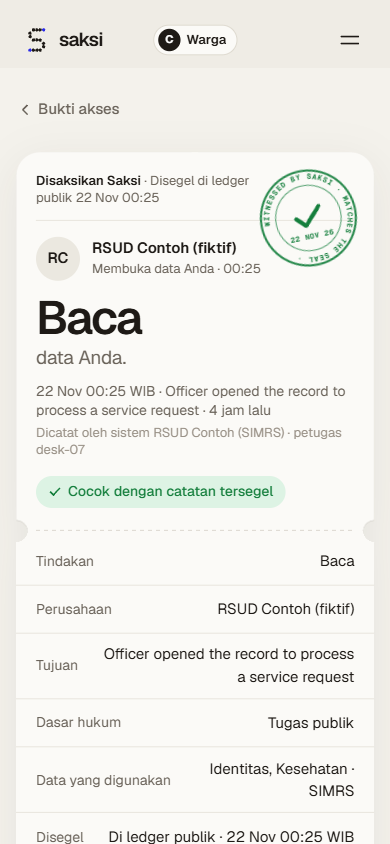 saksi
C Warga
Bukti akses
Disaksikan Saksi · Disegel di ledger
publik 22 Nov 00:25
WITNESSED BY SAKSI · MATCHES THE SEAL ·
22 NOV 26
RC
RSUD Contoh (fiktif)
Membuka data Anda · 00:25
Baca
data Anda.
22 Nov 00:25 WIB · Officer opened the record to
process a service request · 4 jam lalu
Dicatat oleh sistem RSUD Contoh (SIMRS) · petugas
desk-07
Cocok dengan catatan tersegel
Tindakan Baca
Perusahaan RSUD Contoh (fiktif)
Tujuan Officer opened the record to process
a service request
Dasar hukum Tugas publik
Data yang digunakan Identitas, Kesehatan ·
SIMRS
Disegel Di ledger publik · 22 Nov 00:25 WIB